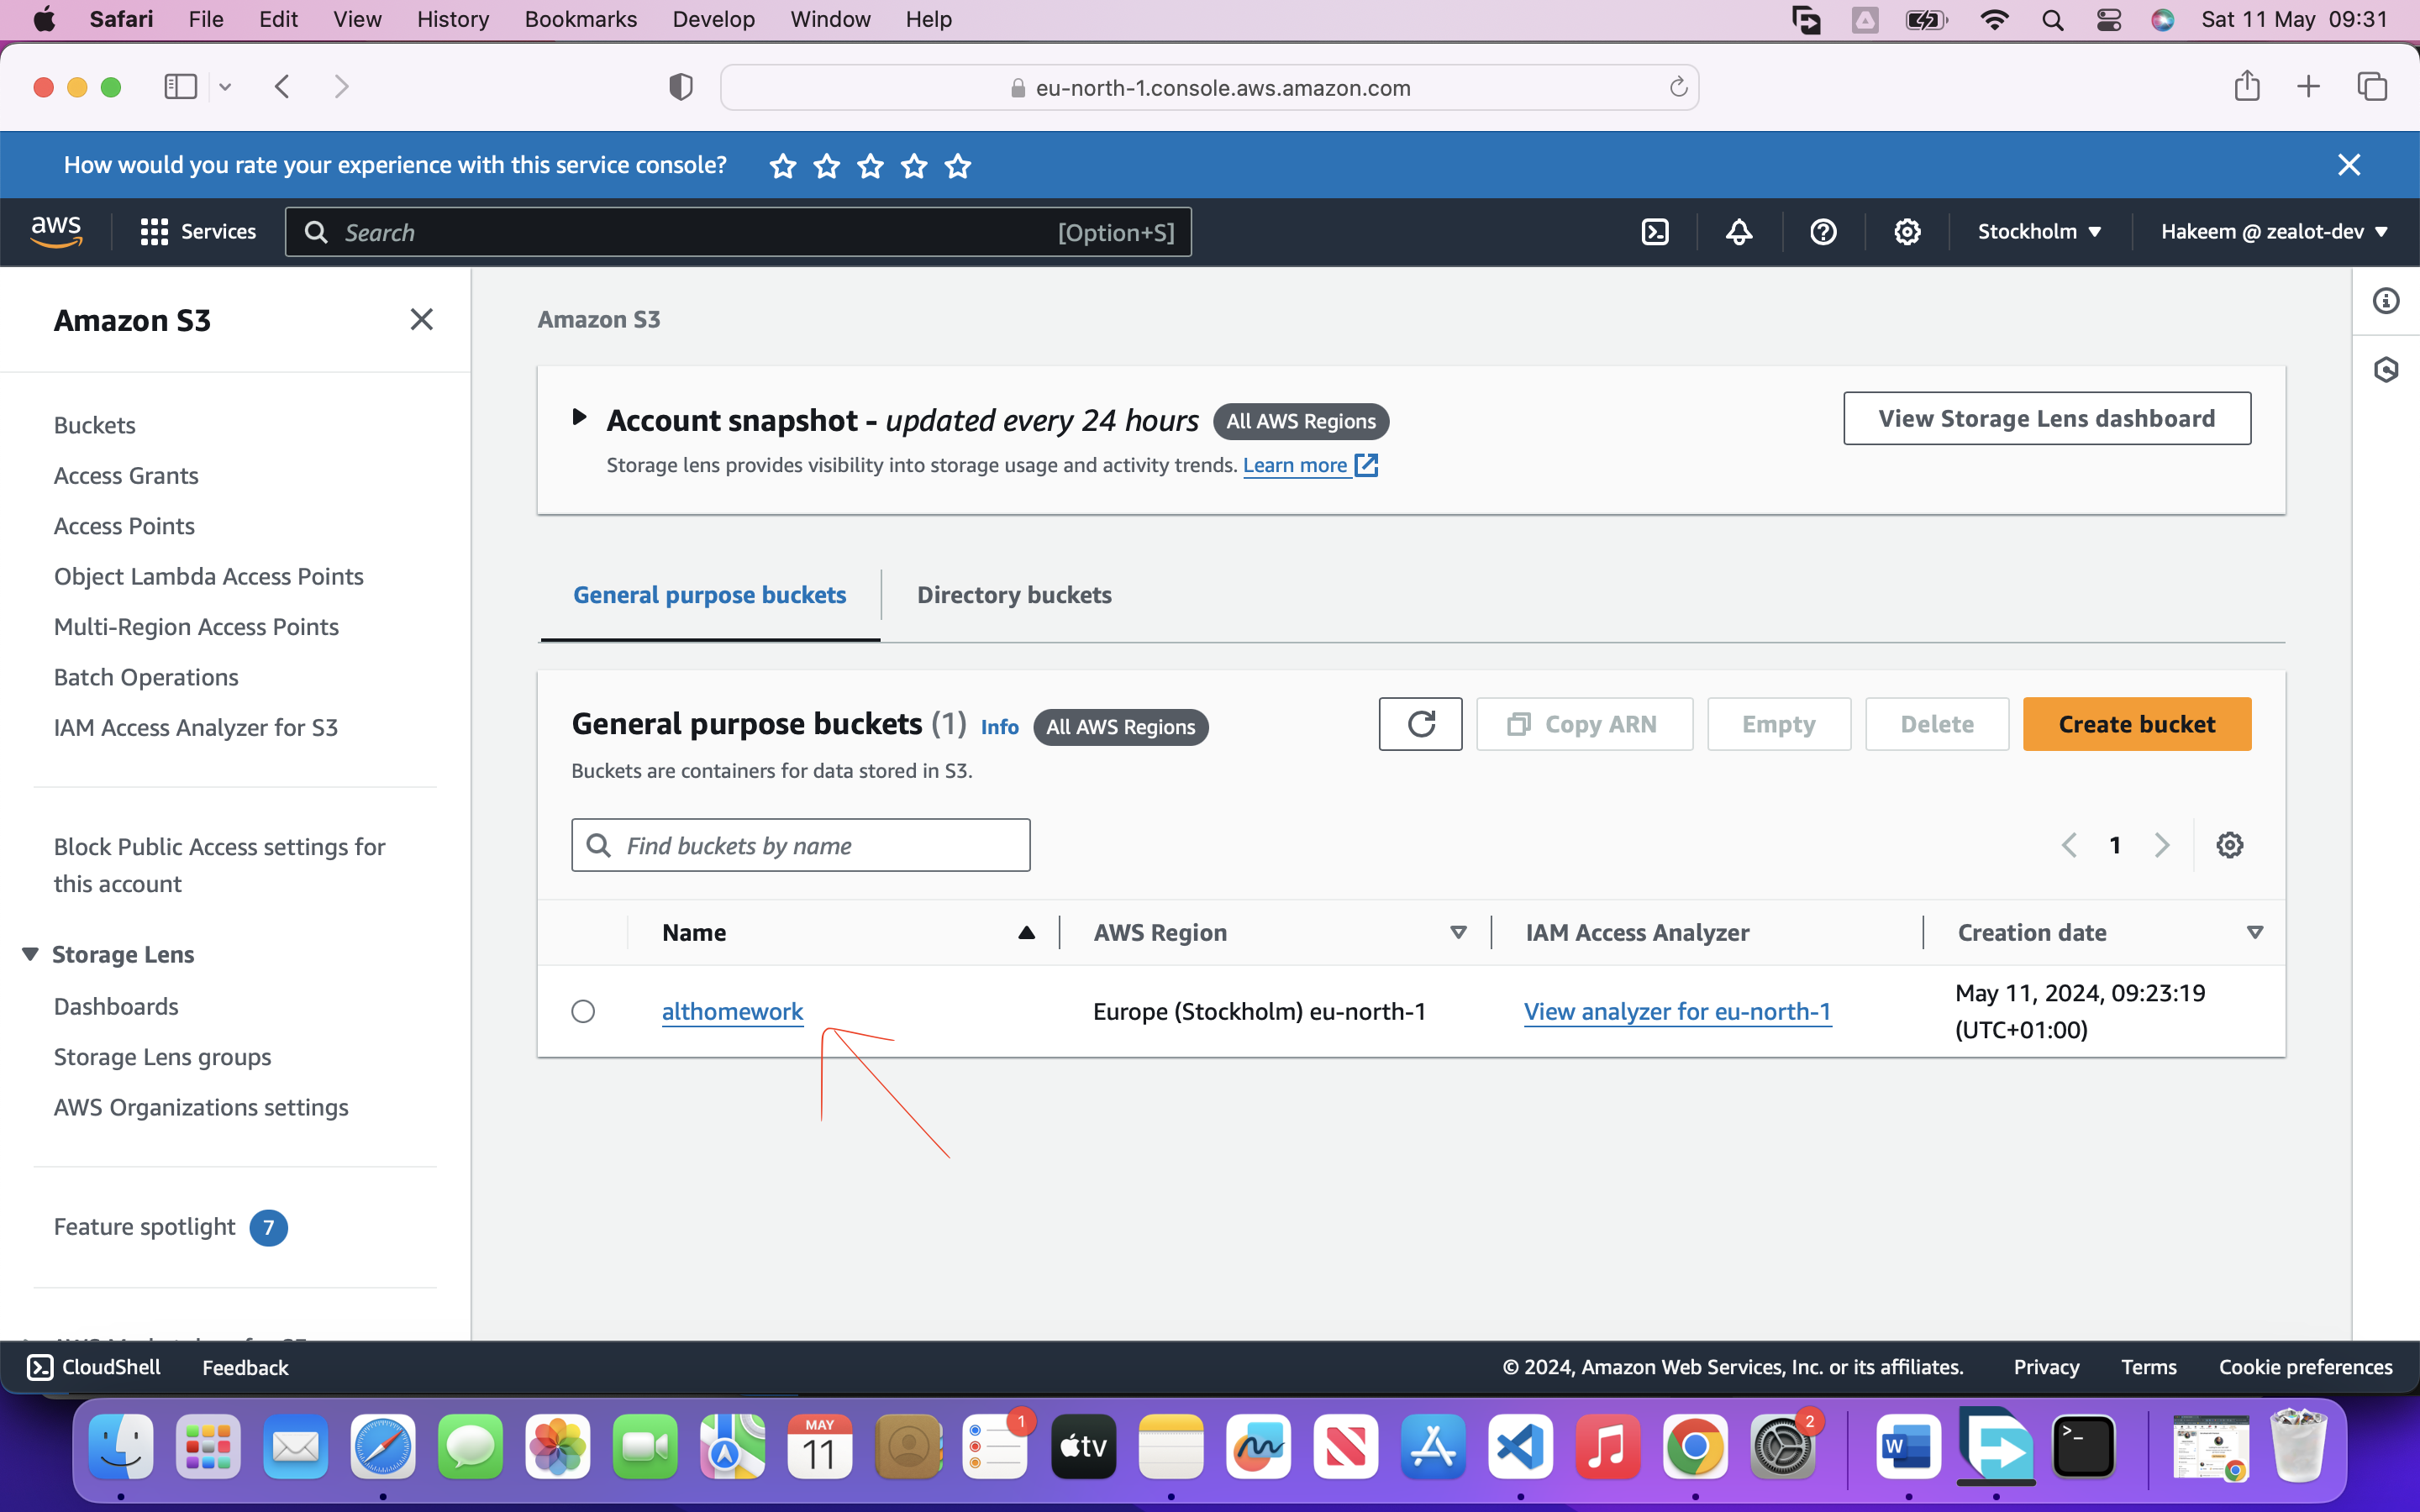 Safari File Edit View History Bookmarks Develop Window Help Sat 11 May 09:31
eu-north-1.console.aws.amazon.com
How would you rate your experience with this service console?
aws Services Search [Option+S] Stockholm Hakeem @ zealot-dev
Amazon S3
Buckets
Access Grants
Access Points
Object Lambda Access Points
Multi-Region Access Points
Batch Operations
IAM Access Analyzer for S3
Block Public Access settings for
this account
Storage Lens
Dashboards
Storage Lens groups
AWS Organizations settings
Feature spotlight 7
Amazon S3
Account snapshot - updated every 24 hours All AWS Regions
View Storage Lens dashboard
Storage lens provides visibility into storage usage and activity trends. Learn more
General purpose buckets Directory buckets
General purpose buckets (1) Info All AWS Regions
Copy ARN Empty Delete Create bucket
Buckets are containers for data stored in S3.
Find buckets by name
1
Name AWS Region IAM Access Analyzer Creation date
althomework Europe (Stockholm) eu-north-1 View analyzer for eu-north-1 May 11, 2024, 09:23:19
(UTC+01:00)
CloudShell Feedback © 2024, Amazon Web Services, Inc. or its affiliates. Privacy Terms Cookie preferences
MAY
11
1
tv
2
W